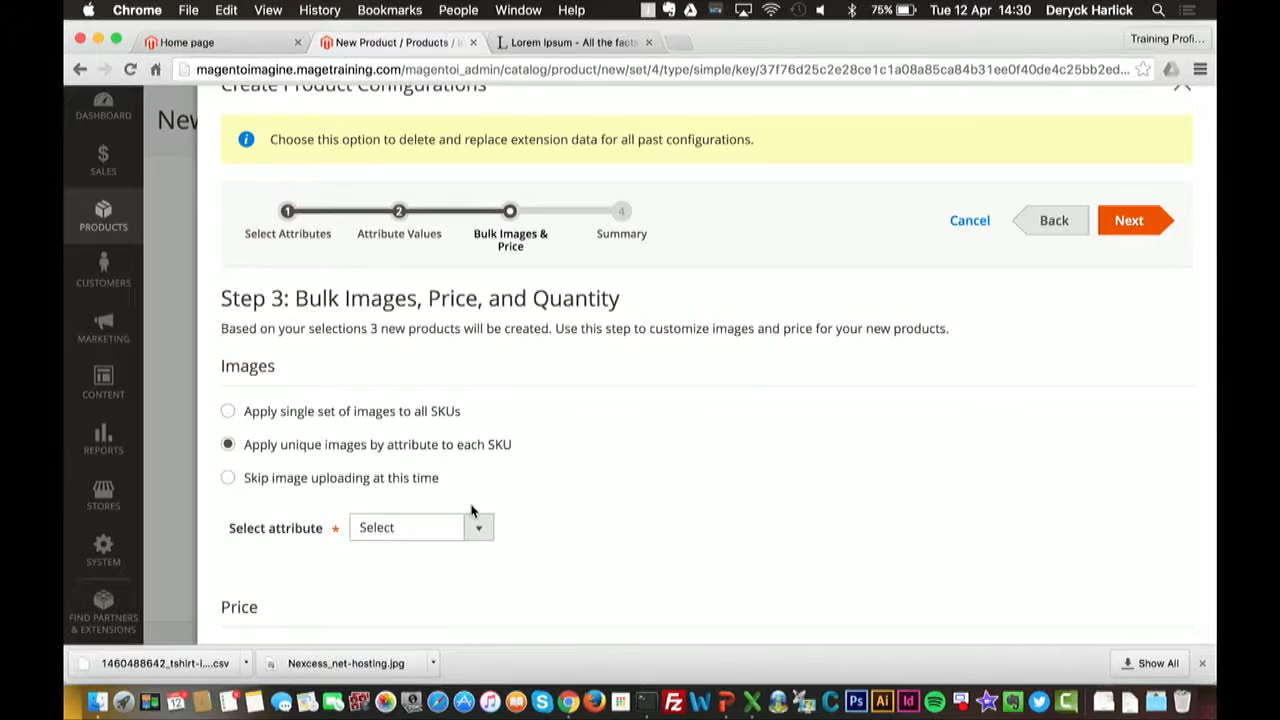 Chrome File Edit View History Bookmarks People Window Help 75% Tue 12 Apr 14:30 Deryck Harlick
Home page New Product / Products / I Lorem Ipsum - All the facts Training Profi...
magentoimagine.magetraining.com/magentoi_admin/catalog/product/new/set/4/type/simple/key/37f76d25c2e28ce1c1a08a85ca84b31ee0f40de4c25bb2ed...
Create Product Configurations
DASHBOARD
New
Choose this option to delete and replace extension data for all past configurations.
SALES
PRODUCTS
1 2 4
Select Attributes Attribute Values Bulk Images & Price Summary
Cancel Back Next
CUSTOMERS
Step 3: Bulk Images, Price, and Quantity
Based on your selections 3 new products will be created. Use this step to customize images and price for your new products.
MARKETING
Images
CONTENT
Apply single set of images to all SKUs
REPORTS
Apply unique images by attribute to each SKU
Skip image uploading at this time
STORES
Select attribute * Select
SYSTEM
Price
FIND PARTNERS
& EXTENSIONS
1460488642_tshirt-i....csv Nexcess_net-hosting.jpg Show All
12 Fz W P X S C Ps Ai Id